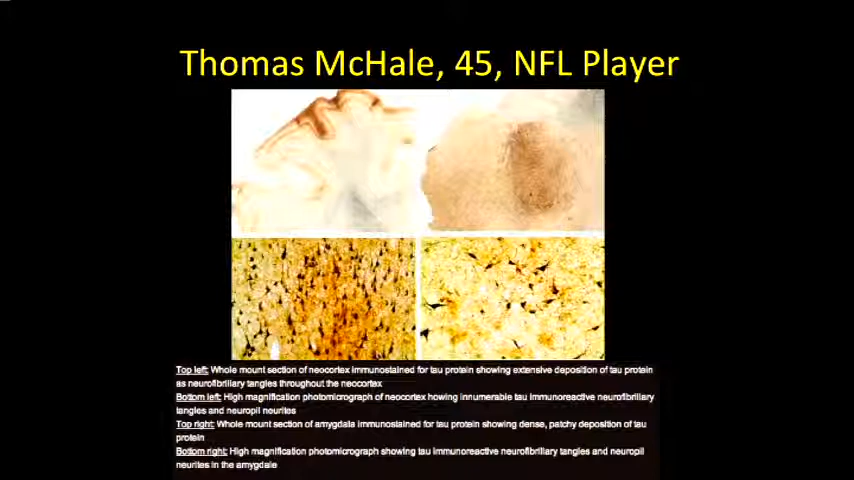 Thomas McHale, 45, NFL Player
Top left: Whole mount section of neocortex immunostained for tau protein showing extensive deposition of tau protein
as neurofibrillary tangles throughout the neocortex
Bottom left: High magnification photomicrograph of neocortex howing innumerable tau immunoreactive neurofibrillary
tangles and neuropil neurites
Top right: Whole mount section of amygdala immunostained for tau protein showing dense, patchy deposition of tau
protein
Bottom right: High magnification photomicrograph showing tau immunoreactive neurofibrillary tangles and neuropil
neurites in the amygdale